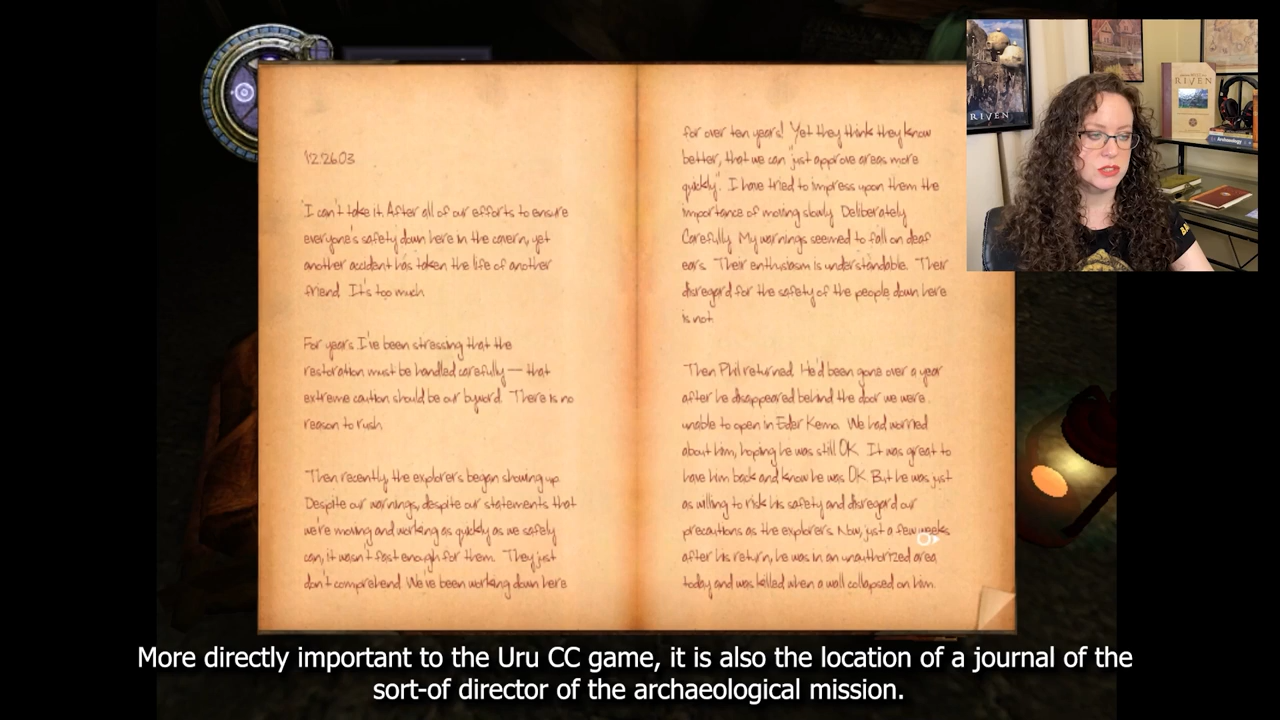 12.26.03
I can't take it. After all of our efforts to ensure
everyone's safety down here in the cavern, yet
another accident has taken the life of another
friend. It's too much.
For years I've been stressing that the
restoration must be handled carefully — that
extreme caution should be our byword. There is no
reason to rush.
Then recently the explorers began showing up.
Despite our warnings, despite our statements that
we're moving and working as quickly as we safely
can, it wasn't fast enough for them. They just
don't comprehend. We've been working down here
for over ten years! Yet they think they know
better, that we can "just approve areas more
quickly". I have tried to impress upon them the
importance of moving slowly. Deliberately.
Carefully. My warnings seemed to fall on deaf
ears. Their enthusiasm is understandable. Their
disregard for the safety of the people down here
is not.
Then Phil returned. He'd been gone over a year
after he disappeared behind the door we were
unable to open in Eder Kemo. We had worried
about him, hoping he was still OK. It was great to
have him back and know he was OK. But he was just
as willing to risk his safety and disregard our
precautions as the explorers. Now, just a few weeks
after his return, he was in an unauthorized area
today and was killed when a wall collapsed on him.
RIVEN
RIVEN
More directly important to the Uru CC game, it is also the location of a journal of the
sort-of director of the archaeological mission.